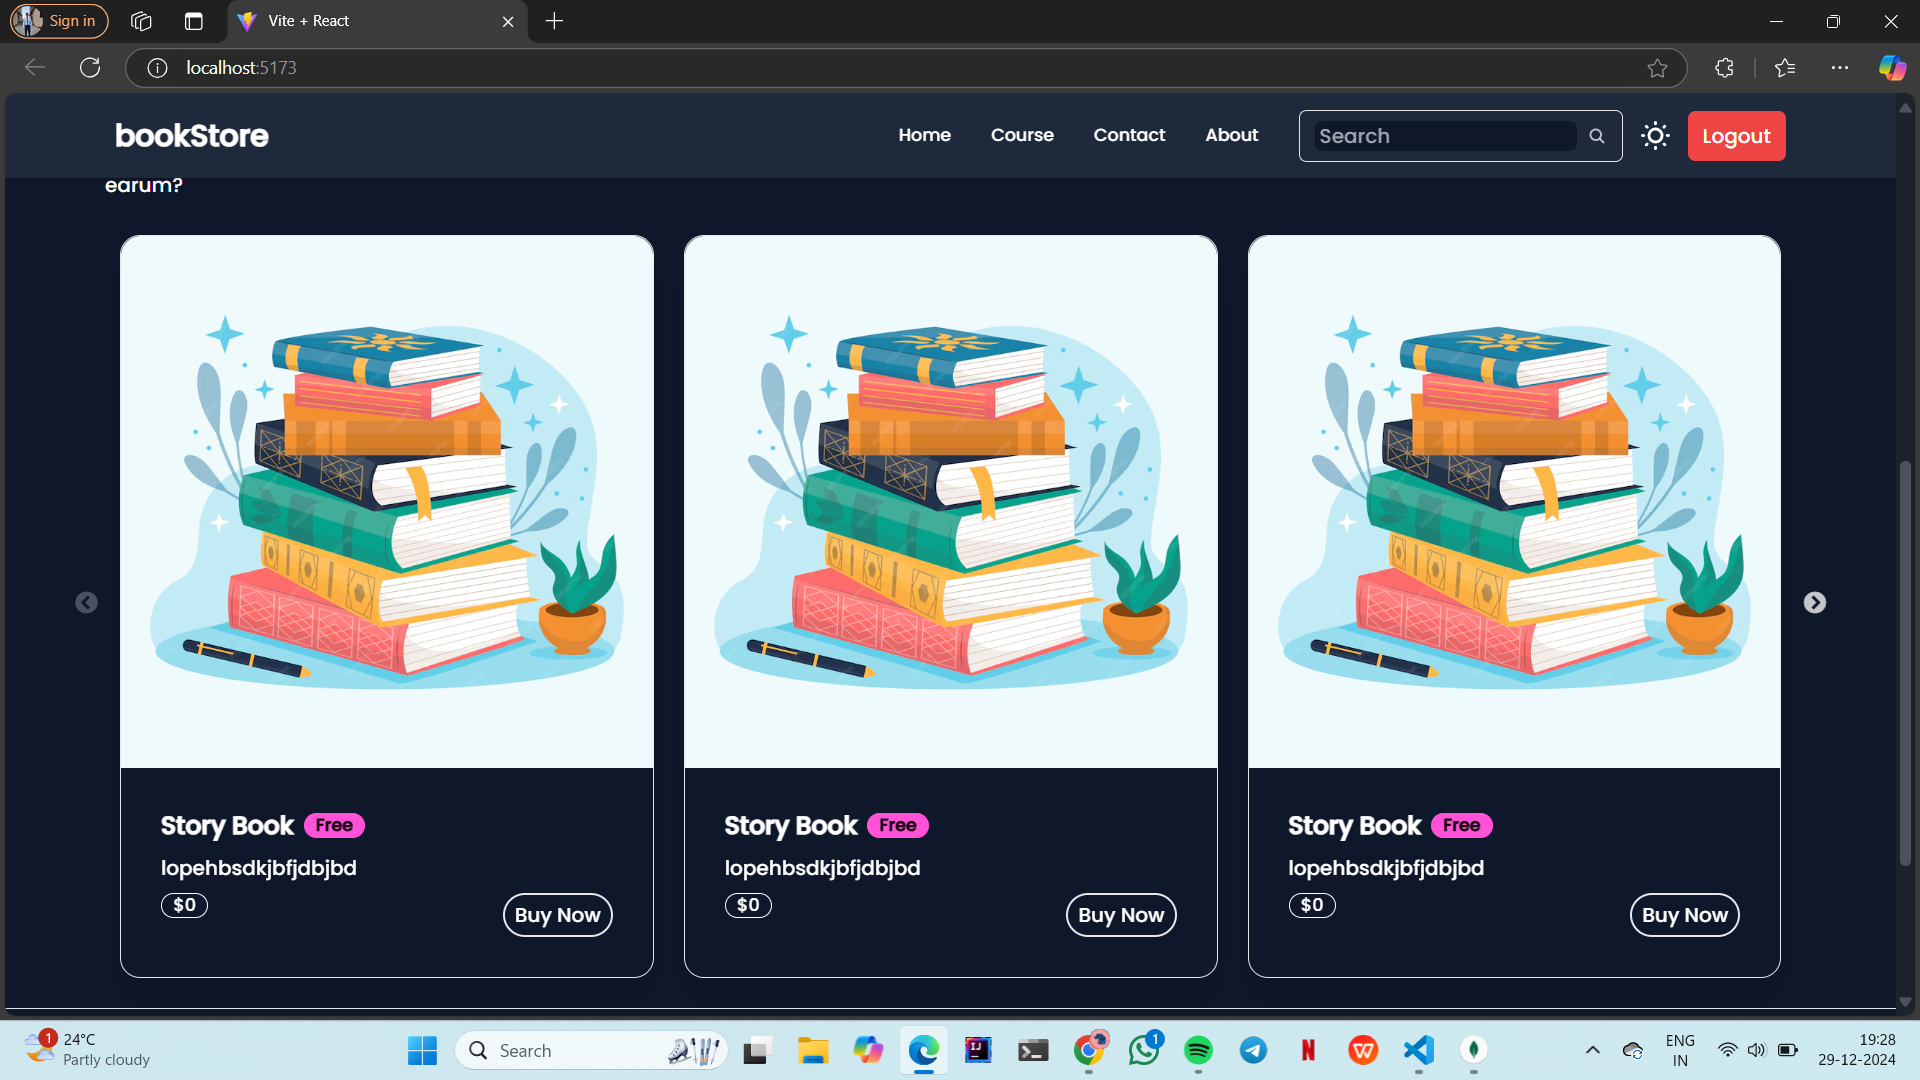 Sign in
Vite + React
localhost:5173
bookStore
Home
Course
Contact
About
Search
Logout
earum?
Story Book Free
lopehbsdkjbfjdbjbd
$0
Buy Now
Story Book Free
lopehbsdkjbfjdbjbd
$0
Buy Now
Story Book Free
lopehbsdkjbfjdbjbd
$0
Buy Now
1
24°C
Partly cloudy
Search
IJ
1
N
W
ENG
IN
19:28
29-12-2024